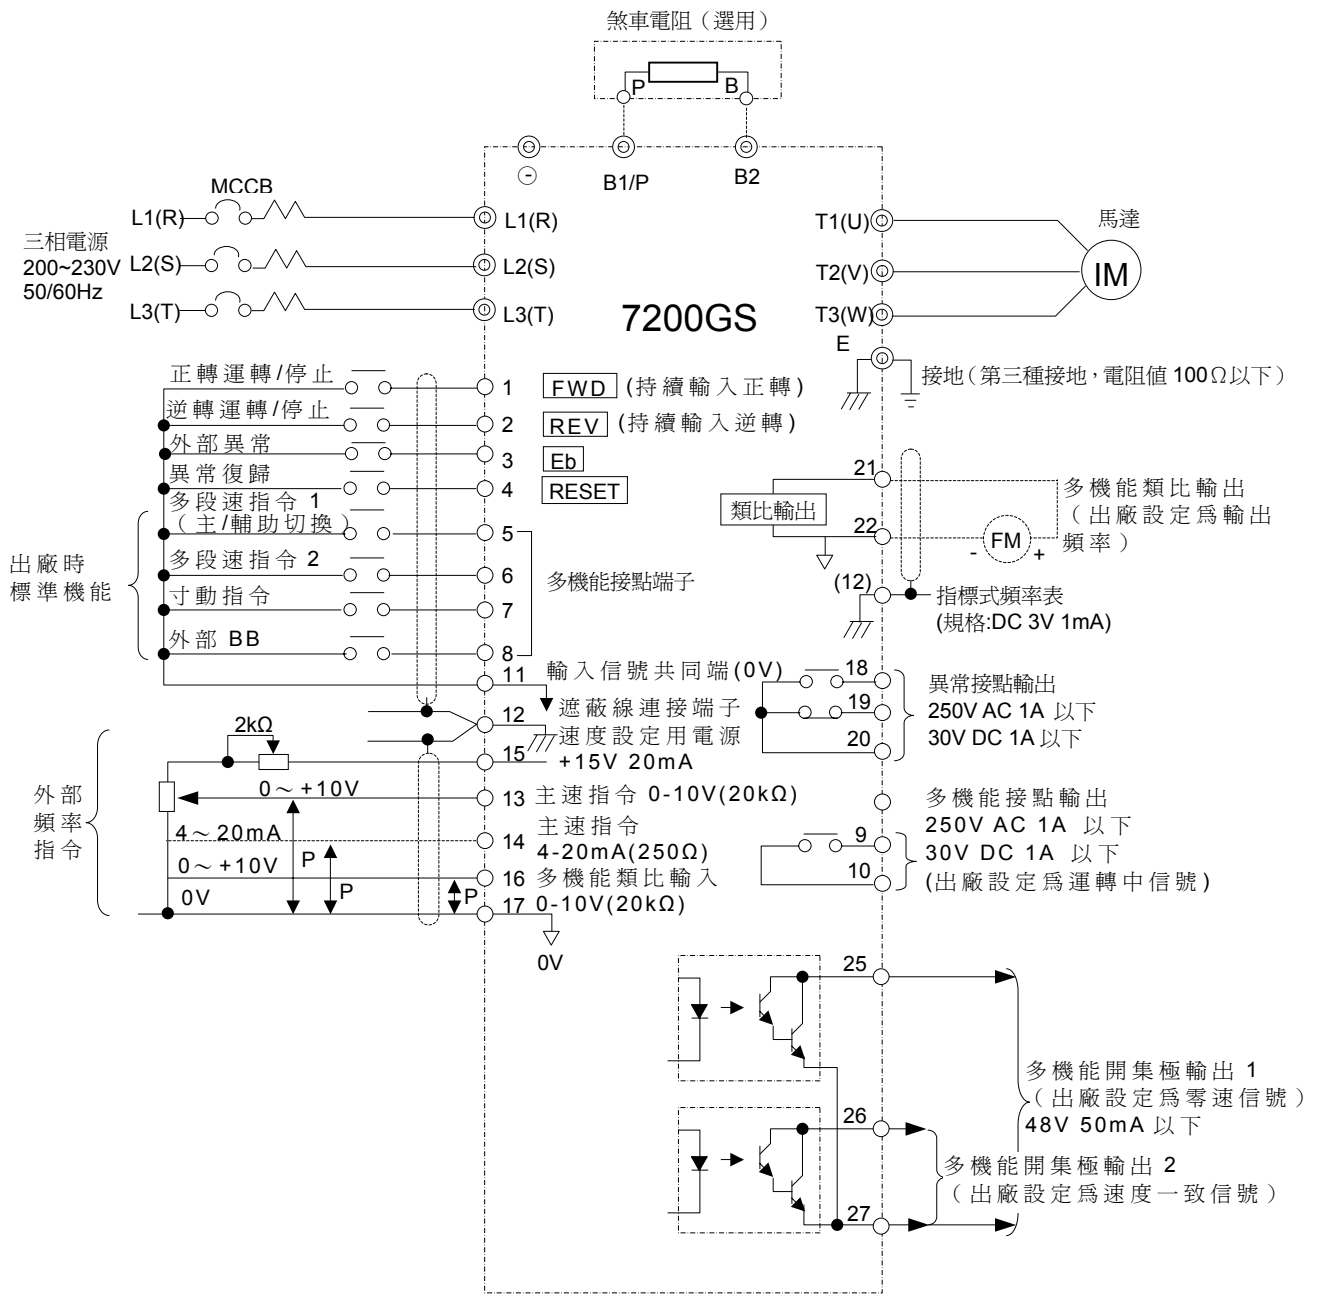 煞車電阻（選用）
P
B
⊖
B1/P
B2
MCCB
三相電源
200~230V
50/60Hz
L1(R)
L2(S)
L3(T)
L1(R)
L2(S)
L3(T)
7200GS
T1(U)
T2(V)
T3(W)
馬達
IM
E
接地（第三種接地，電阻值 100Ω以下）
正轉運轉/停止
1 FWD (持續輸入正轉)
逆轉運轉/停止
2 REV (持續輸入逆轉)
外部異常
3 Eb
異常復歸
4 RESET
多段速指令 1
（主/輔助切換）
5
多段速指令 2
6
寸動指令
7
外部 BB
8
出廠時
標準機能
多機能接點端子
11 輸入信號共同端(0V)
12 遮蔽線連接端子
速度設定用電源
15 +15V 20mA
2kΩ
外部
頻率
指令
0～+10V
13 主速指令 0-10V(20kΩ)
4～20mA
14 主速指令
4-20mA(250Ω)
0～+10V
P
P
P
16 多機能類比輸入
0V
17 0-10V(20kΩ)
0V
21
類比輸出
22
FM
- +
多機能類比輸出
（出廠設定爲輸出
頻率）
(12)
指標式頻率表
(規格:DC 3V 1mA)
18
19
20
異常接點輸出
250V AC 1A 以下
30V DC 1A 以下
9
10
多機能接點輸出
250V AC 1A 以下
30V DC 1A 以下
(出廠設定爲運轉中信號)
25
26
27
多機能開集極輸出 1
（出廠設定爲零速信號）
48V 50mA 以下
多機能開集極輸出 2
（出廠設定爲速度一致信號）